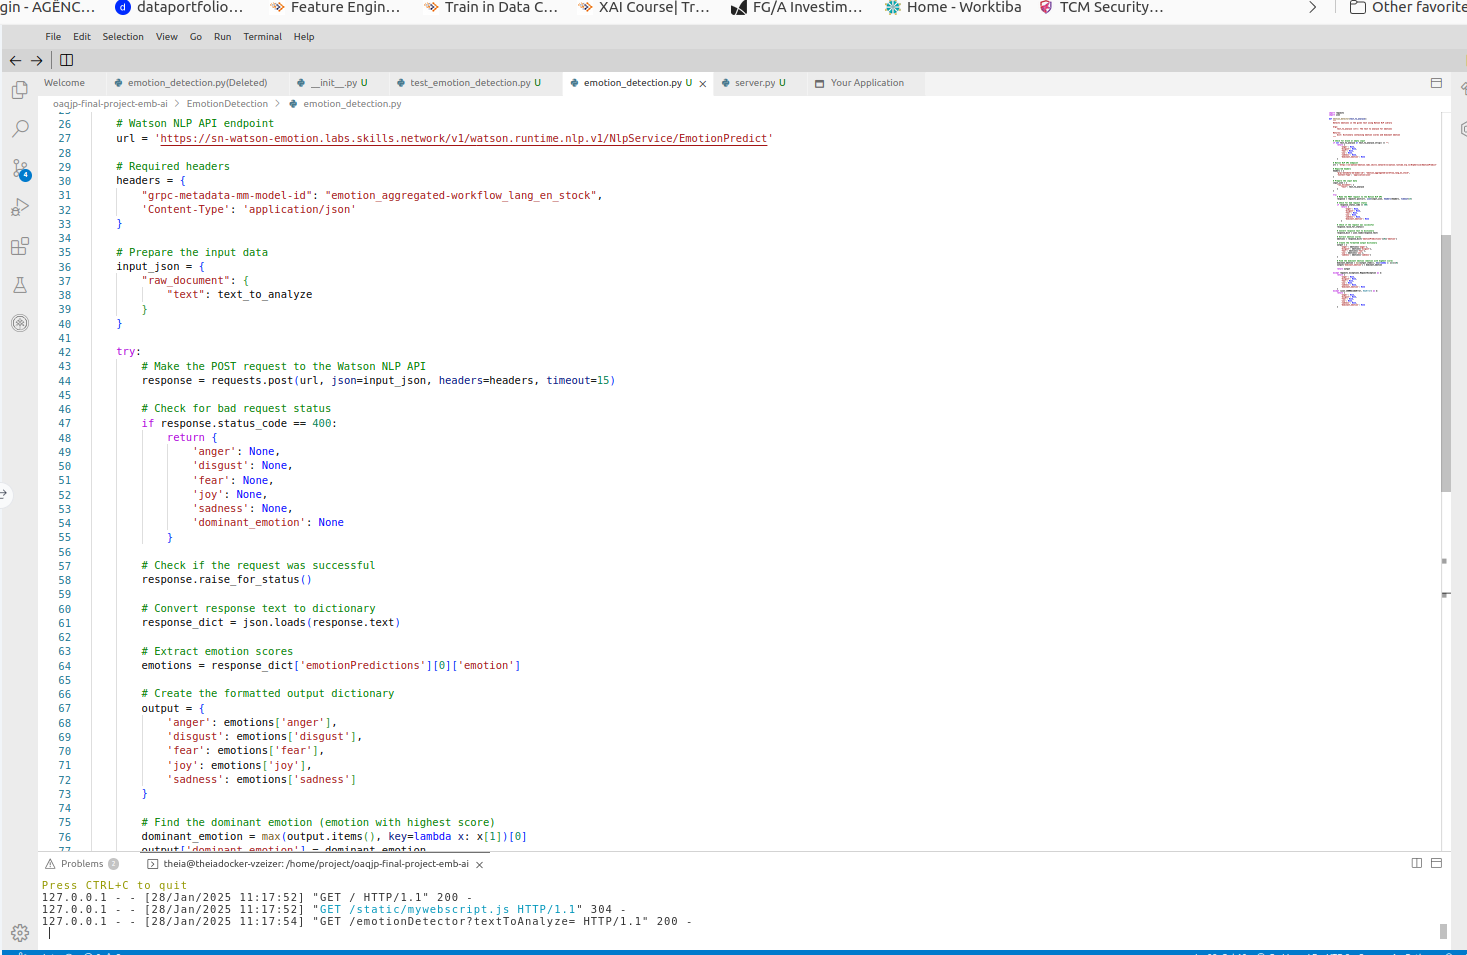 gin - AGENC... dataportfolio... Feature Engin... Train in Data C... XAI Course| Tr... FG/A Investim... Home - Worktiba TCM Security... Other favorite
File Edit Selection View Go Run Terminal Help
Welcome emotion_detection.py(Deleted) __init__.py U test_emotion_detection.py U emotion_detection.py U server.py U Your Application
oaqjp-final-project-emb-ai > EmotionDetection > emotion_detection.py
26 # Watson NLP API endpoint
27 url = 'https://sn-watson-emotion.labs.skills.network/v1/watson.runtime.nlp.v1/NlpService/EmotionPredict'
28
29 # Required headers
30 headers = {
31 "grpc-metadata-mm-model-id": "emotion_aggregated-workflow_lang_en_stock",
32 'Content-Type': 'application/json'
33 }
34
35 # Prepare the input data
36 input_json = {
37 "raw_document": {
38 "text": text_to_analyze
39 }
40 }
41
42 try:
43 # Make the POST request to the Watson NLP API
44 response = requests.post(url, json=input_json, headers=headers, timeout=15)
45
46 # Check for bad request status
47 if response.status_code == 400:
48 return {
49 'anger': None,
50 'disgust': None,
51 'fear': None,
52 'joy': None,
53 'sadness': None,
54 'dominant_emotion': None
55 }
56
57 # Check if the request was successful
58 response.raise_for_status()
59
60 # Convert response text to dictionary
61 response_dict = json.loads(response.text)
62
63 # Extract emotion scores
64 emotions = response_dict['emotionPredictions'][0]['emotion']
65
66 # Create the formatted output dictionary
67 output = {
68 'anger': emotions['anger'],
69 'disgust': emotions['disgust'],
70 'fear': emotions['fear'],
71 'joy': emotions['joy'],
72 'sadness': emotions['sadness']
73 }
74
75 # Find the dominant emotion (emotion with highest score)
76 dominant_emotion = max(output.items(), key=lambda x: x[1])[0]
77 output['dominant_emotion'] = dominant_emotion
Problems theia@theiadocker-vzeizer: /home/project/oaqjp-final-project-emb-ai
Press CTRL+C to quit
127.0.0.1 - - [28/Jan/2025 11:17:52] "GET / HTTP/1.1" 200 -
127.0.0.1 - - [28/Jan/2025 11:17:52] "GET /static/mywebscript.js HTTP/1.1" 304 -
127.0.0.1 - - [28/Jan/2025 11:17:54] "GET /emotionDetector?textToAnalyze= HTTP/1.1" 200 -